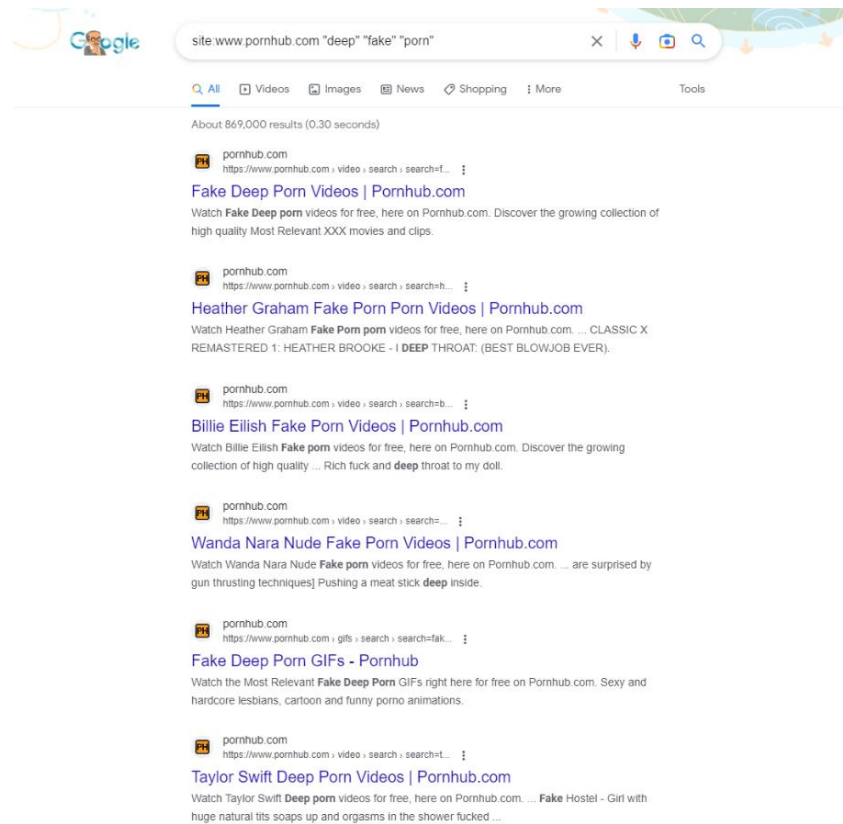 Google
site:www.pornhub.com "deep" "fake" "porn"
All Videos Images News Shopping More Tools
About 869,000 results (0.30 seconds)
PH pornhub.com
https://www.pornhub.com › video › search › search=f...
Fake Deep Porn Videos | Pornhub.com
Watch Fake Deep porn videos for free, here on Pornhub.com. Discover the growing collection of
high quality Most Relevant XXX movies and clips.
PH pornhub.com
https://www.pornhub.com › video › search › search=h...
Heather Graham Fake Porn Porn Videos | Pornhub.com
Watch Heather Graham Fake Porn porn videos for free, here on Pornhub.com. ... CLASSIC X
REMASTERED 1: HEATHER BROOKE - I DEEP THROAT: (BEST BLOWJOB EVER).
PH pornhub.com
https://www.pornhub.com › video › search › search=b...
Billie Eilish Fake Porn Videos | Pornhub.com
Watch Billie Eilish Fake porn videos for free, here on Pornhub.com. Discover the growing
collection of high quality ... Rich fuck and deep throat to my doll.
PH pornhub.com
https://www.pornhub.com › video › search › search=...
Wanda Nara Nude Fake Porn Videos | Pornhub.com
Watch Wanda Nara Nude Fake porn videos for free, here on Pornhub.com. ... are surprised by
gun thrusting techniques] Pushing a meat stick deep inside.
PH pornhub.com
https://www.pornhub.com › gifs › search › search=fak...
Fake Deep Porn GIFs - Pornhub
Watch the Most Relevant Fake Deep Porn GIFs right here for free on Pornhub.com. Sexy and
hardcore lesbians, cartoon and funny porno animations.
PH pornhub.com
https://www.pornhub.com › video › search › search=t...
Taylor Swift Deep Porn Videos | Pornhub.com
Watch Taylor Swift Deep porn videos for free, here on Pornhub.com. ... Fake Hostel - Girl with
huge natural tits soaps up and orgasms in the shower fucked ...